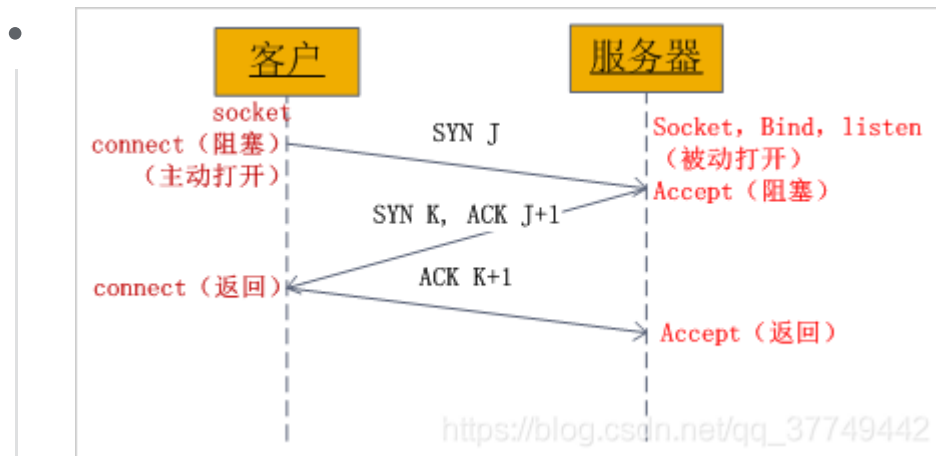 客户
服务器
socket
connect（阻塞）
（主动打开）
SYN J
Socket, Bind, listen
（被动打开）
Accept（阻塞）
SYN K, ACK J+1
connect（返回）
ACK K+1
Accept（返回）
https://blog.csdn.net/qq_37749442